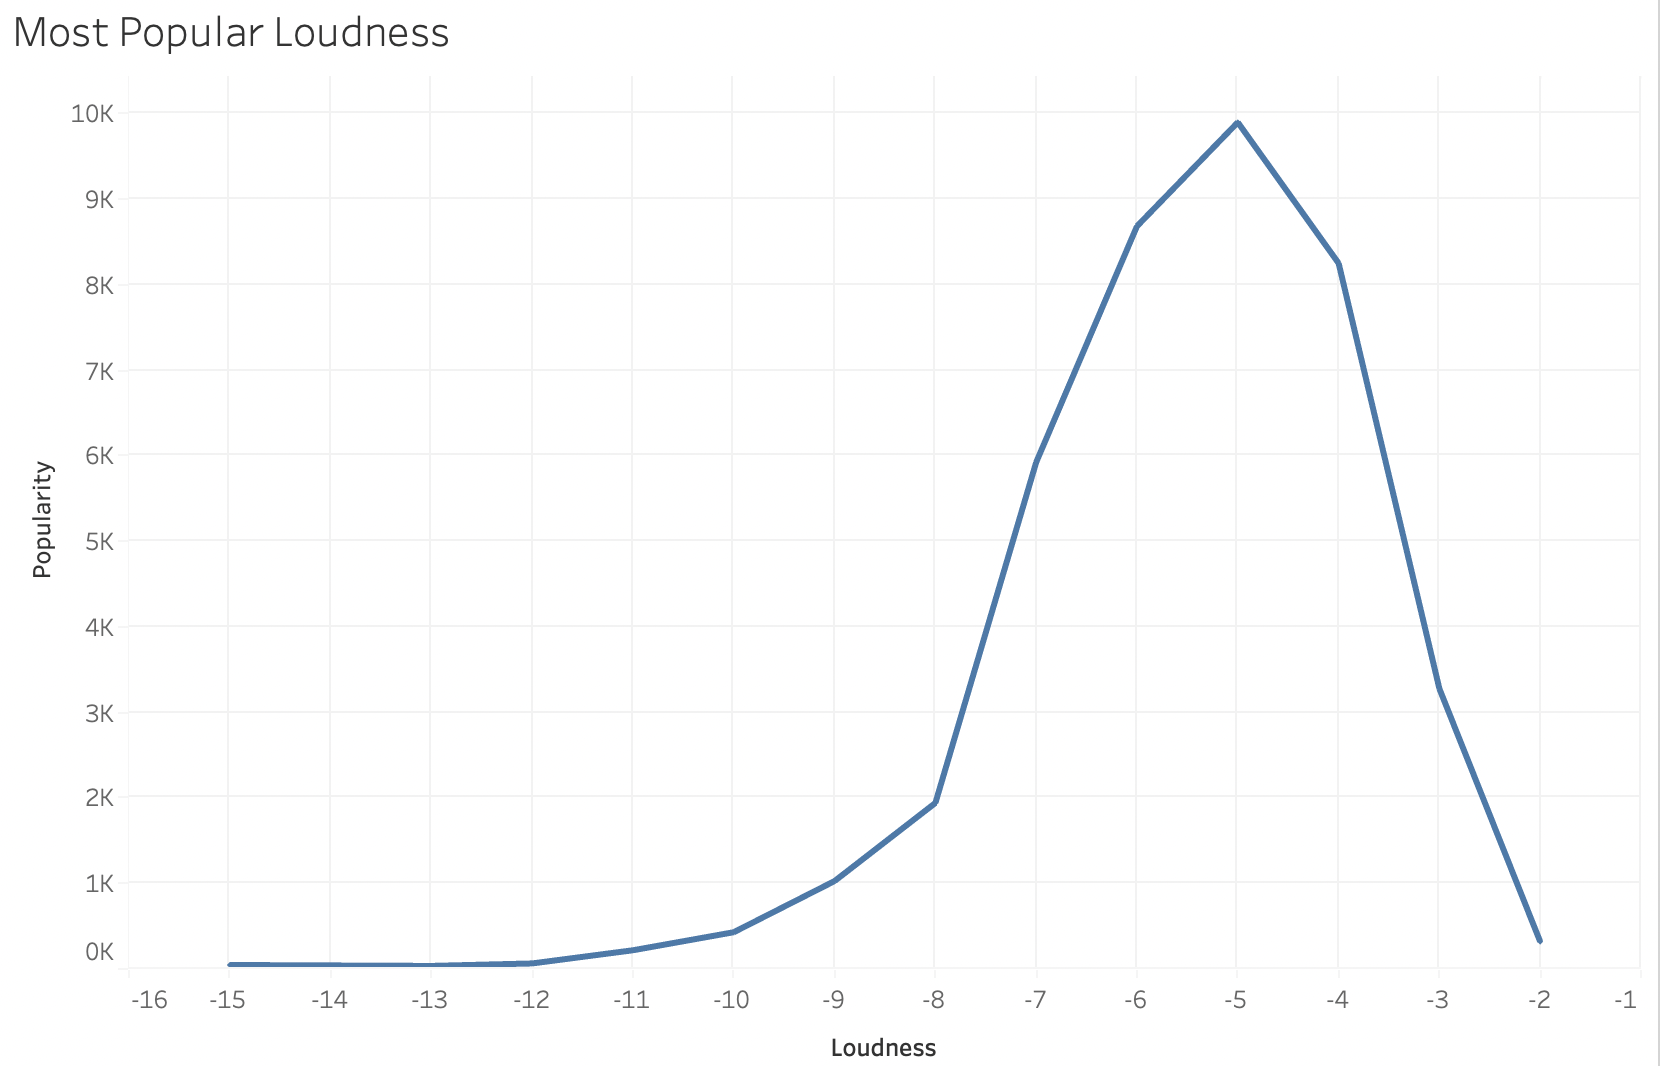 Most Popular Loudness
10K
9K
8K
7K
6K
5K
4K
3K
2K
1K
0K
Popularity
-16 -15 -14 -13 -12 -11 -10 -9 -8 -7 -6 -5 -4 -3 -2 -1
Loudness